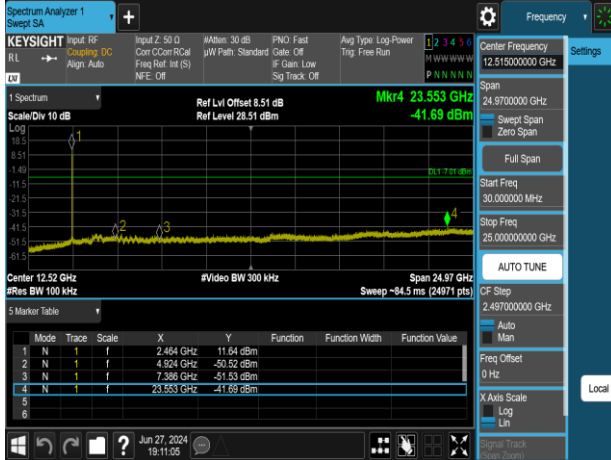 Spectrum Analyzer 1
Swept SA
+
Frequency
KEYSIGHT
RL
LXI
Input: RF
Coupling: DC
Align: Auto
Input Z: 50 Ω
Corr CCorr RCal
Freq Ref: Int (S)
NFE: Off
#Atten: 30 dB
µW Path: Standard
PNO: Fast
Gate: Off
IF Gain: Low
Sig Track: Off
Avg Type: Log-Power
Trig: Free Run
1 2 3 4 5 6
M W W W W W
P N N N N N
1 Spectrum
Scale/Div 10 dB
Ref Lvl Offset 8.51 dB
Ref Level 28.51 dBm
Mkr4 23.553 GHz
-41.69 dBm
Log
18.5
8.51
-1.49
-11.5
-21.5
-31.5
-41.5
-51.5
-61.5
1
2
3
4
DL1 -7.01 dBm
Center 12.52 GHz
#Res BW 100 kHz
#Video BW 300 kHz
Span 24.97 GHz
Sweep ~84.5 ms (24971 pts)
5 Marker Table
Mode Trace Scale X Y Function Function Width Function Value
1 N 1 f 2.464 GHz 11.64 dBm
2 N 1 f 4.924 GHz -50.52 dBm
3 N 1 f 7.386 GHz -51.53 dBm
4 N 1 f 23.553 GHz -41.69 dBm
5
6
?
Jun 27, 2024
19:11:05
Center Frequency
12.515000000 GHz
Settings
Span
24.9700000 GHz
Swept Span
Zero Span
Full Span
Start Freq
30.000000 MHz
Stop Freq
25.000000000 GHz
AUTO TUNE
CF Step
2.497000000 GHz
Auto
Man
Freq Offset
0 Hz
X Axis Scale
Log
Lin
Local
Signal Track
(Span Zoom)